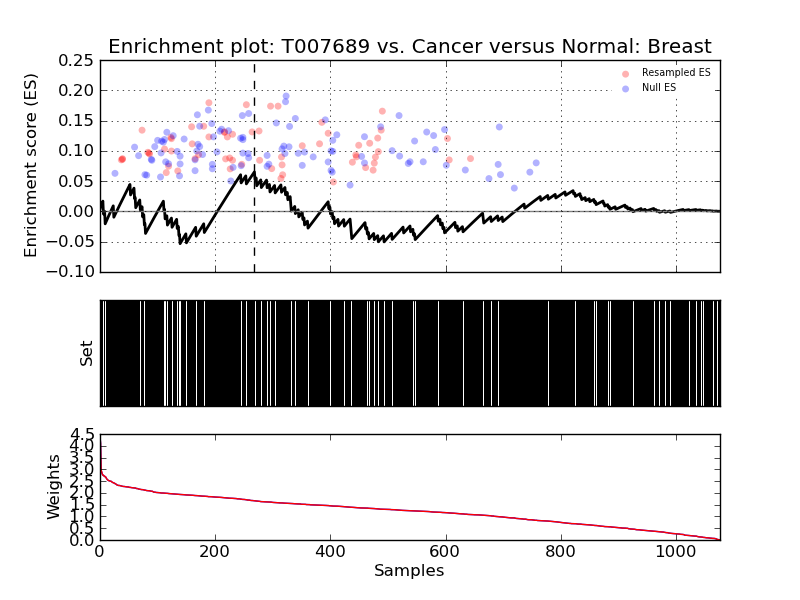 Enrichment plot: T007689 vs. Cancer versus Normal: Breast
Enrichment score (ES)
0.25
0.20
0.15
0.10
0.05
0.00
−0.05
−0.10
Resampled ES
Null ES
Set
Weights
4.5
4.0
3.5
3.0
2.5
2.0
1.5
1.0
0.5
0.0
0 200 400 600 800 1000
Samples